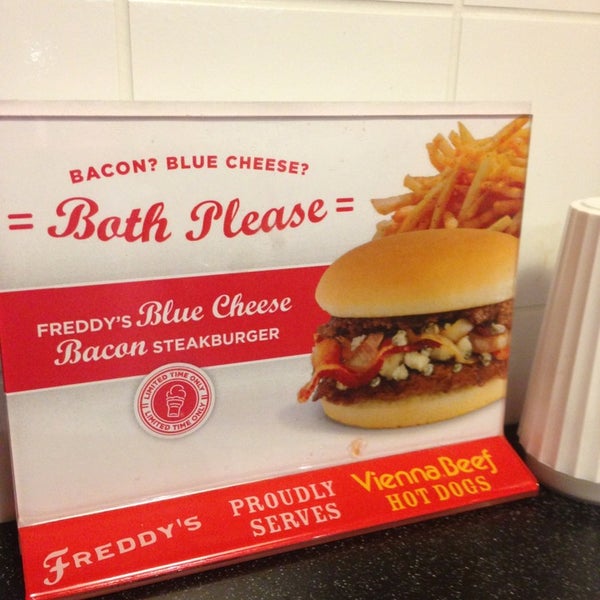 BACON? BLUE CHEESE?
= Both Please =
FREDDY'S Blue Cheese
Bacon STEAKBURGER
LIMITED TIME ONLY
LIMITED TIME ONLY
FREDDY'S
PROUDLY
SERVES
Vienna Beef
HOT DOGS